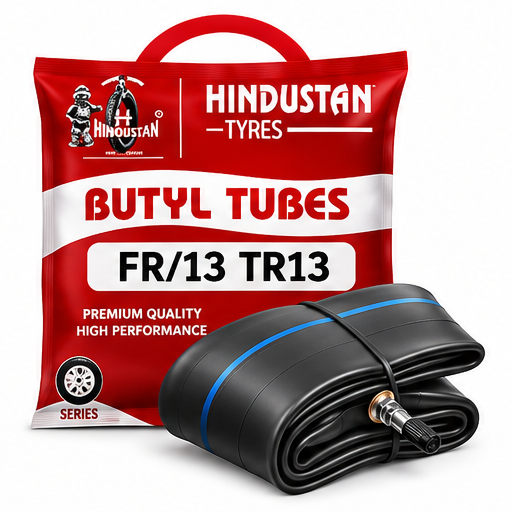 HINDUSTAN
HINDUSTAN
TYRES
BUTYL TUBES
FR/13 TR13
PREMIUM QUALITY
HIGH PERFORMANCE
SERIES